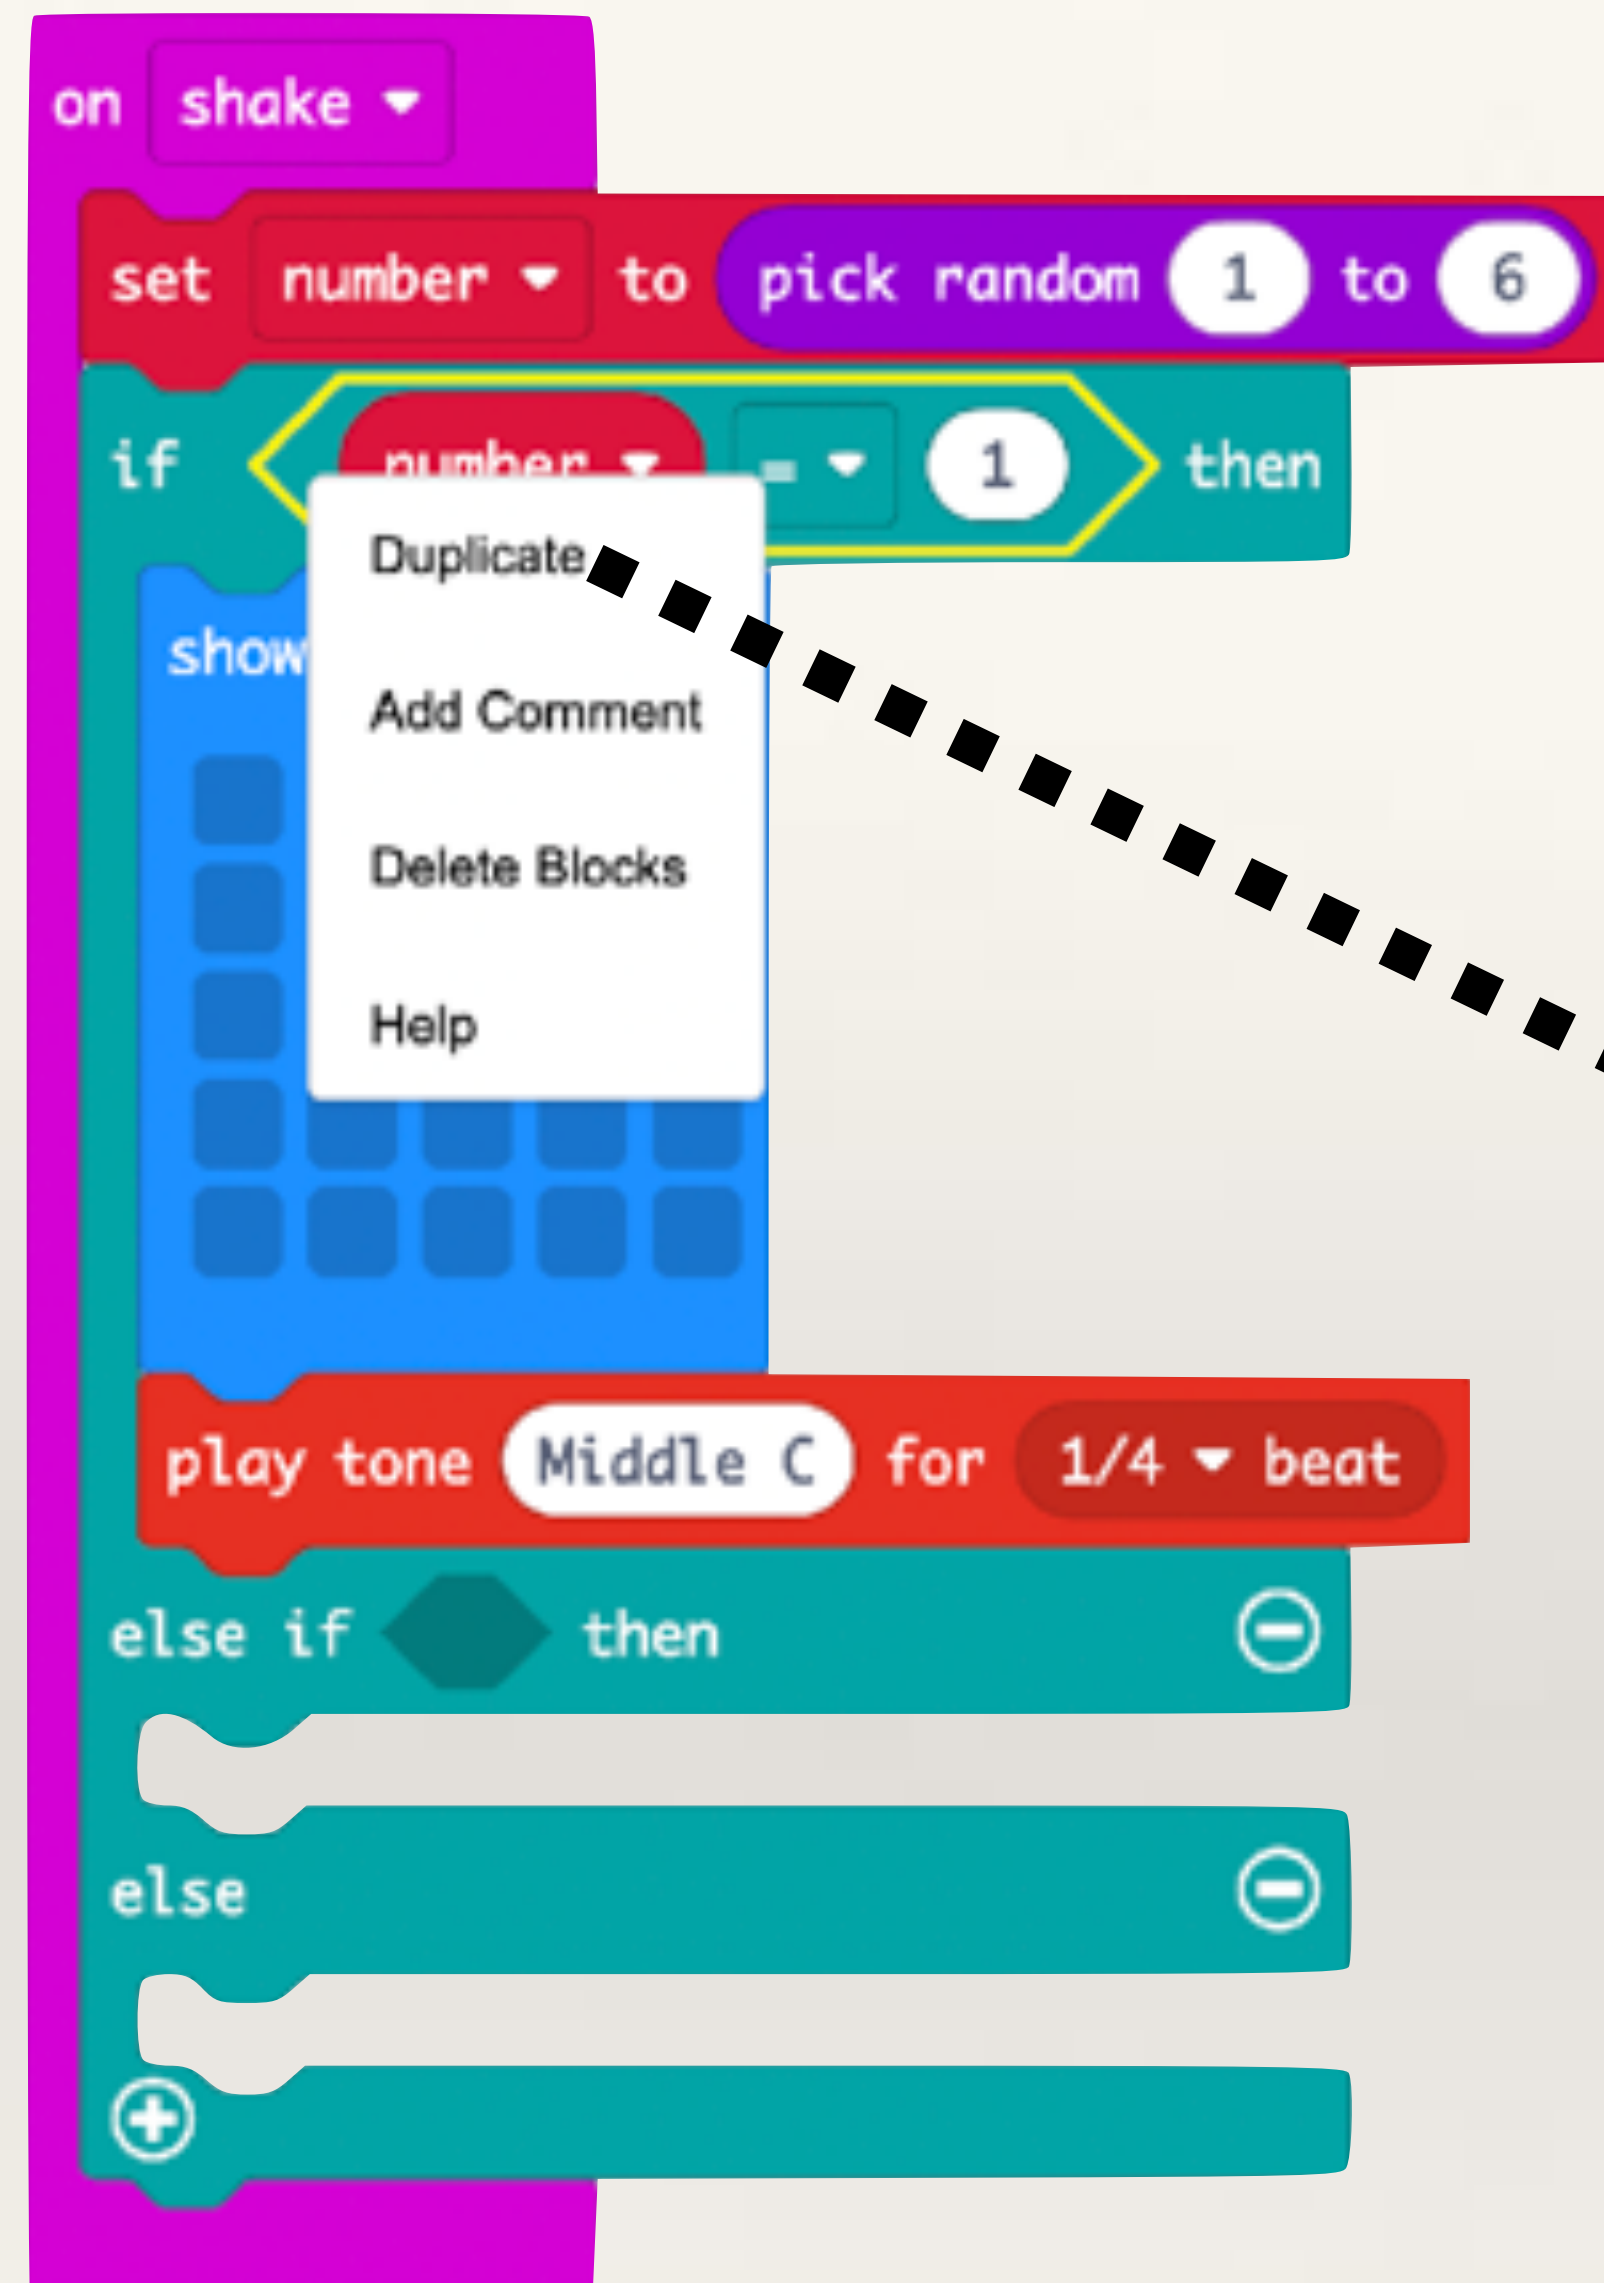 on shake
set number to pick random 1 to 6
if number = 1 then
Duplicate
show
Add Comment
Delete Blocks
Help
play tone Middle C for 1/4 beat
else if then
else